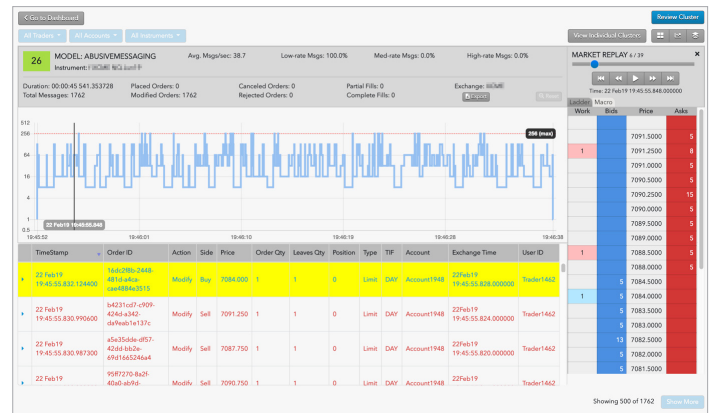 Go to Dashboard
Review Cluster
All Traders
All Accounts
All Instruments
View Individual Clusters
26
MODEL: ABUSIVEMESSAGING
Avg. Msgs/sec: 38.7
Low-rate Msgs: 100.0%
Med-rate Msgs: 0.0%
High-rate Msgs: 0.0%
Instrument:
Duration: 00:00:45 541.353728
Placed Orders: 0
Canceled Orders: 0
Partial Fills: 0
Exchange:
Total Messages: 1762
Modified Orders: 1762
Rejected Orders: 0
Complete Fills: 0
Export
MARKET REPLAY 6 / 39
Time: 22 Feb19 19:45:55.848.000000
Ladder Macro
Work Bids Price Asks
7091.5000 5
1 7091.2500 8
7091.0000 5
7090.5000 5
7090.2500 15
7090.0000 5
7089.5000 5
7089.0000 5
1 7088.5000 5
7088.0000 5
5 7084.5000
1 5 7084.0000
5 7083.5000
5 7083.0000
13 7082.5000
5 7082.0000
5 7081.5000
512
256
256 (max)
64
16
4
1
0.5
22 Feb19 19:45:55.848
19:45:52 19:46:01 19:46:10 19:46:19 19:46:28 19:46:38
TimeStamp Order ID Action Side Price Order Qty Leaves Qty Position Type TIF Account Exchange Time User ID
22 Feb19
19:45:55.832.124400
16dc2f8b-2448-
481d-a4ca-
cae4884e3515
Modify Buy 7084.000 1 1 0 Limit DAY Account1948
22Feb19
19:45:55.828.000000
Trader1462
22 Feb19
19:45:55.830.990600
b4231cd7-c909-
424d-a342-
da9eab1e137c
Modify Sell 7091.250 1 1 0 Limit DAY Account1948
22Feb19
19:45:55.824.000000
Trader1462
22 Feb19
19:45:55.830.987300
a5e35dde-df57-
42dd-bb2e-
69d1665246a4
Modify Sell 7087.750 1 1 0 Limit DAY Account1948
22Feb19
19:45:55.820.000000
Trader1462
22 Feb19
95ff7270-8a2f-
40a0-ab9d-
Modify Sell 7090.750 1 1 0 Limit DAY Account1948
22Feb19
Trader1462
Showing 500 of 1762
Show More